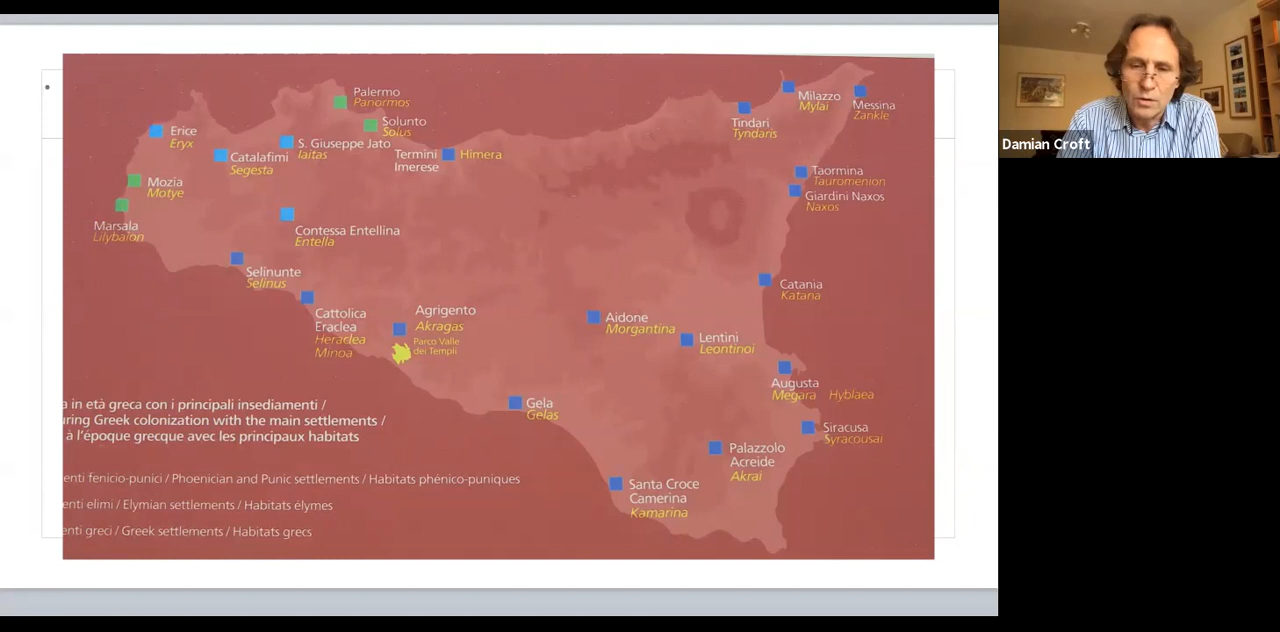 Palermo
Panormos
Solunto
Solus
Erice
Eryx
S. Giuseppe Jato
Iaitas
Catalafimi
Segesta
Termini
Imerese
Himera
Milazzo
Mylai
Messina
Zankle
Tindari
Tyndaris
Mozia
Motye
Taormina
Tauromenion
Giardini Naxos
Naxos
Marsala
Lilybaion
Contessa Entellina
Entella
Selinunte
Selinus
Catania
Katana
Cattolica
Eraclea
Heraclea
Minoa
Agrigento
Akragas
Parco Valle
dei Templi
Aidone
Morgantina
Lentini
Leontinoi
Augusta
Megara Hyblaea
Gela
Gelas
Siracusa
Syracousai
Palazzolo
Acreide
Akrai
Santa Croce
Camerina
Kamarina
a in età greca con i principali insediamenti /
uring Greek colonization with the main settlements /
à l'époque grecque avec les principaux habitats
enti fenicio-punici / Phoenician and Punic settlements / Habitats phénico-puniques
enti elimi / Elymian settlements / Habitats élymes
enti greci / Greek settlements / Habitats grecs
Damian Croft